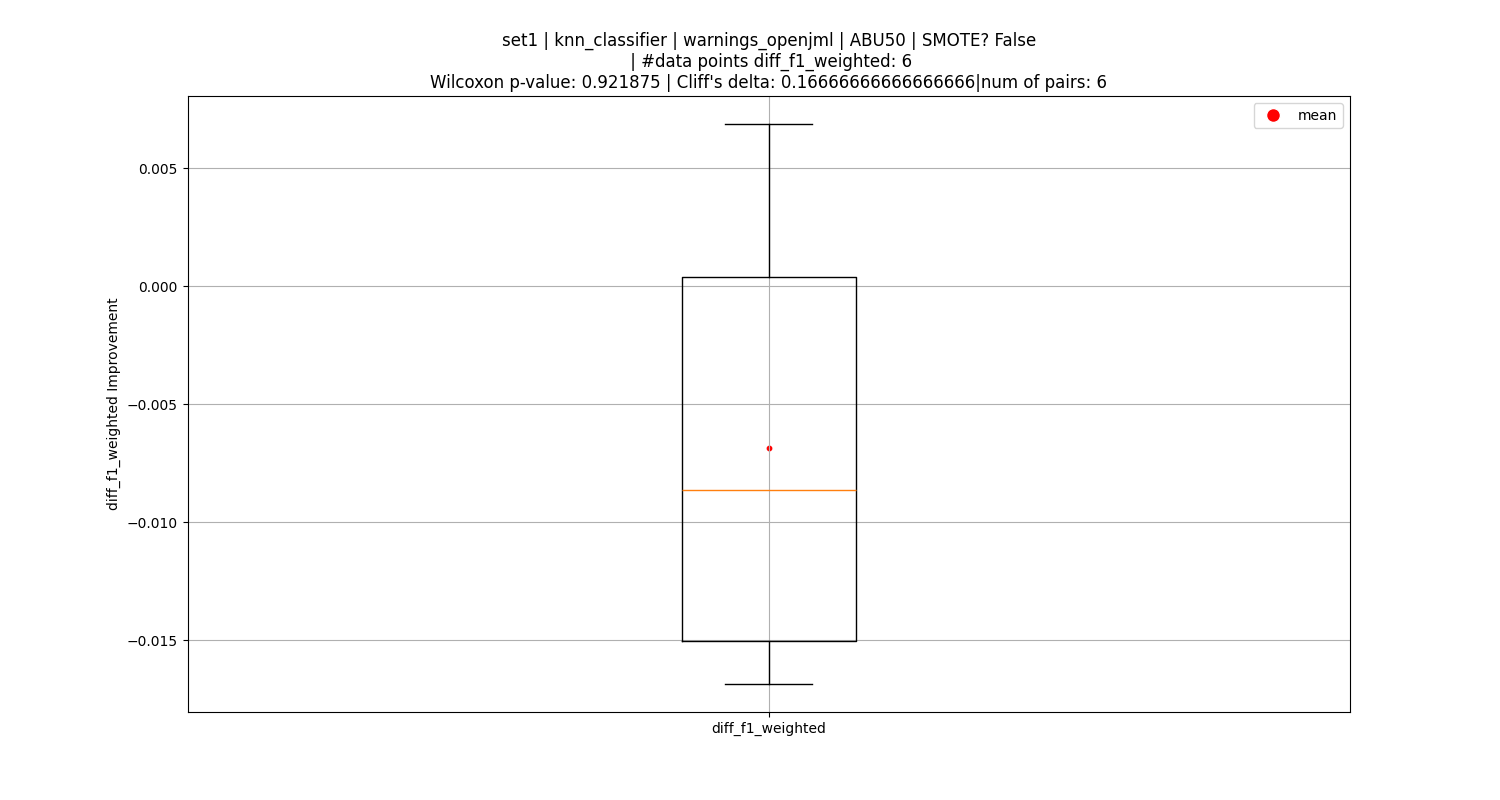 set1 | knn_classifier | warnings_openjml | ABU50 | SMOTE? False
| #data points diff_f1_weighted: 6
Wilcoxon p-value: 0.921875 | Cliff's delta: 0.16666666666666666|num of pairs: 6
mean
0.005
0.000
−0.005
−0.010
−0.015
diff_f1_weighted Improvement
diff_f1_weighted